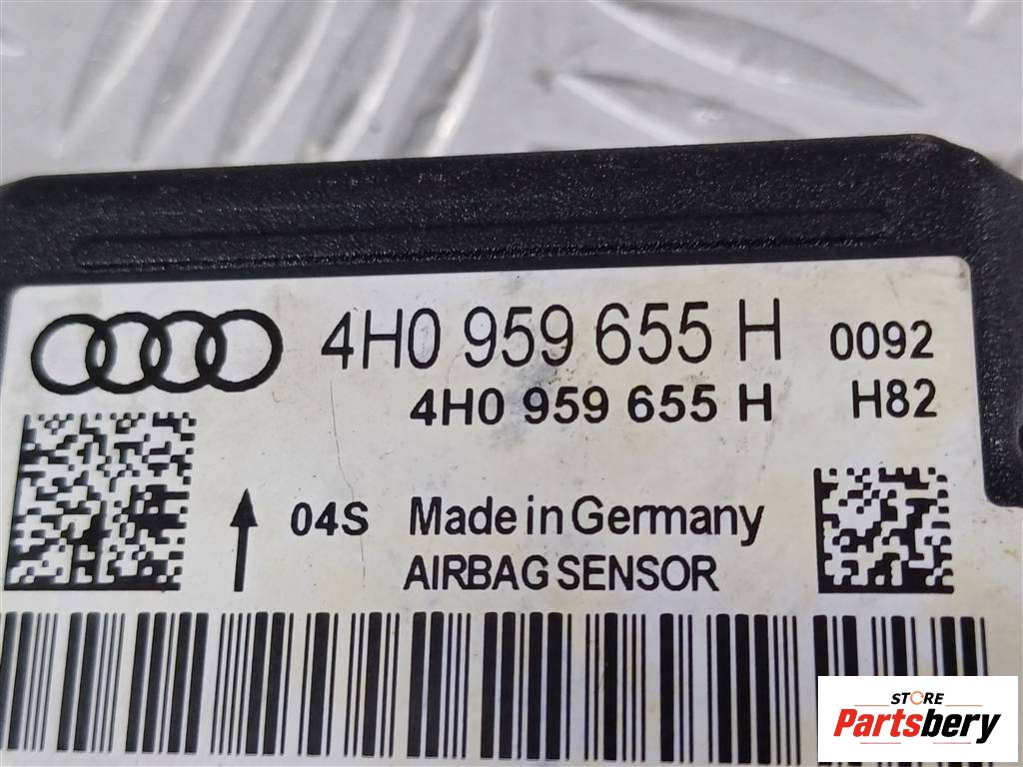 4H0 959 655 H 0092
4H0 959 655 H H82
04S Made in Germany
AIRBAG SENSOR
STORE
Partsbery